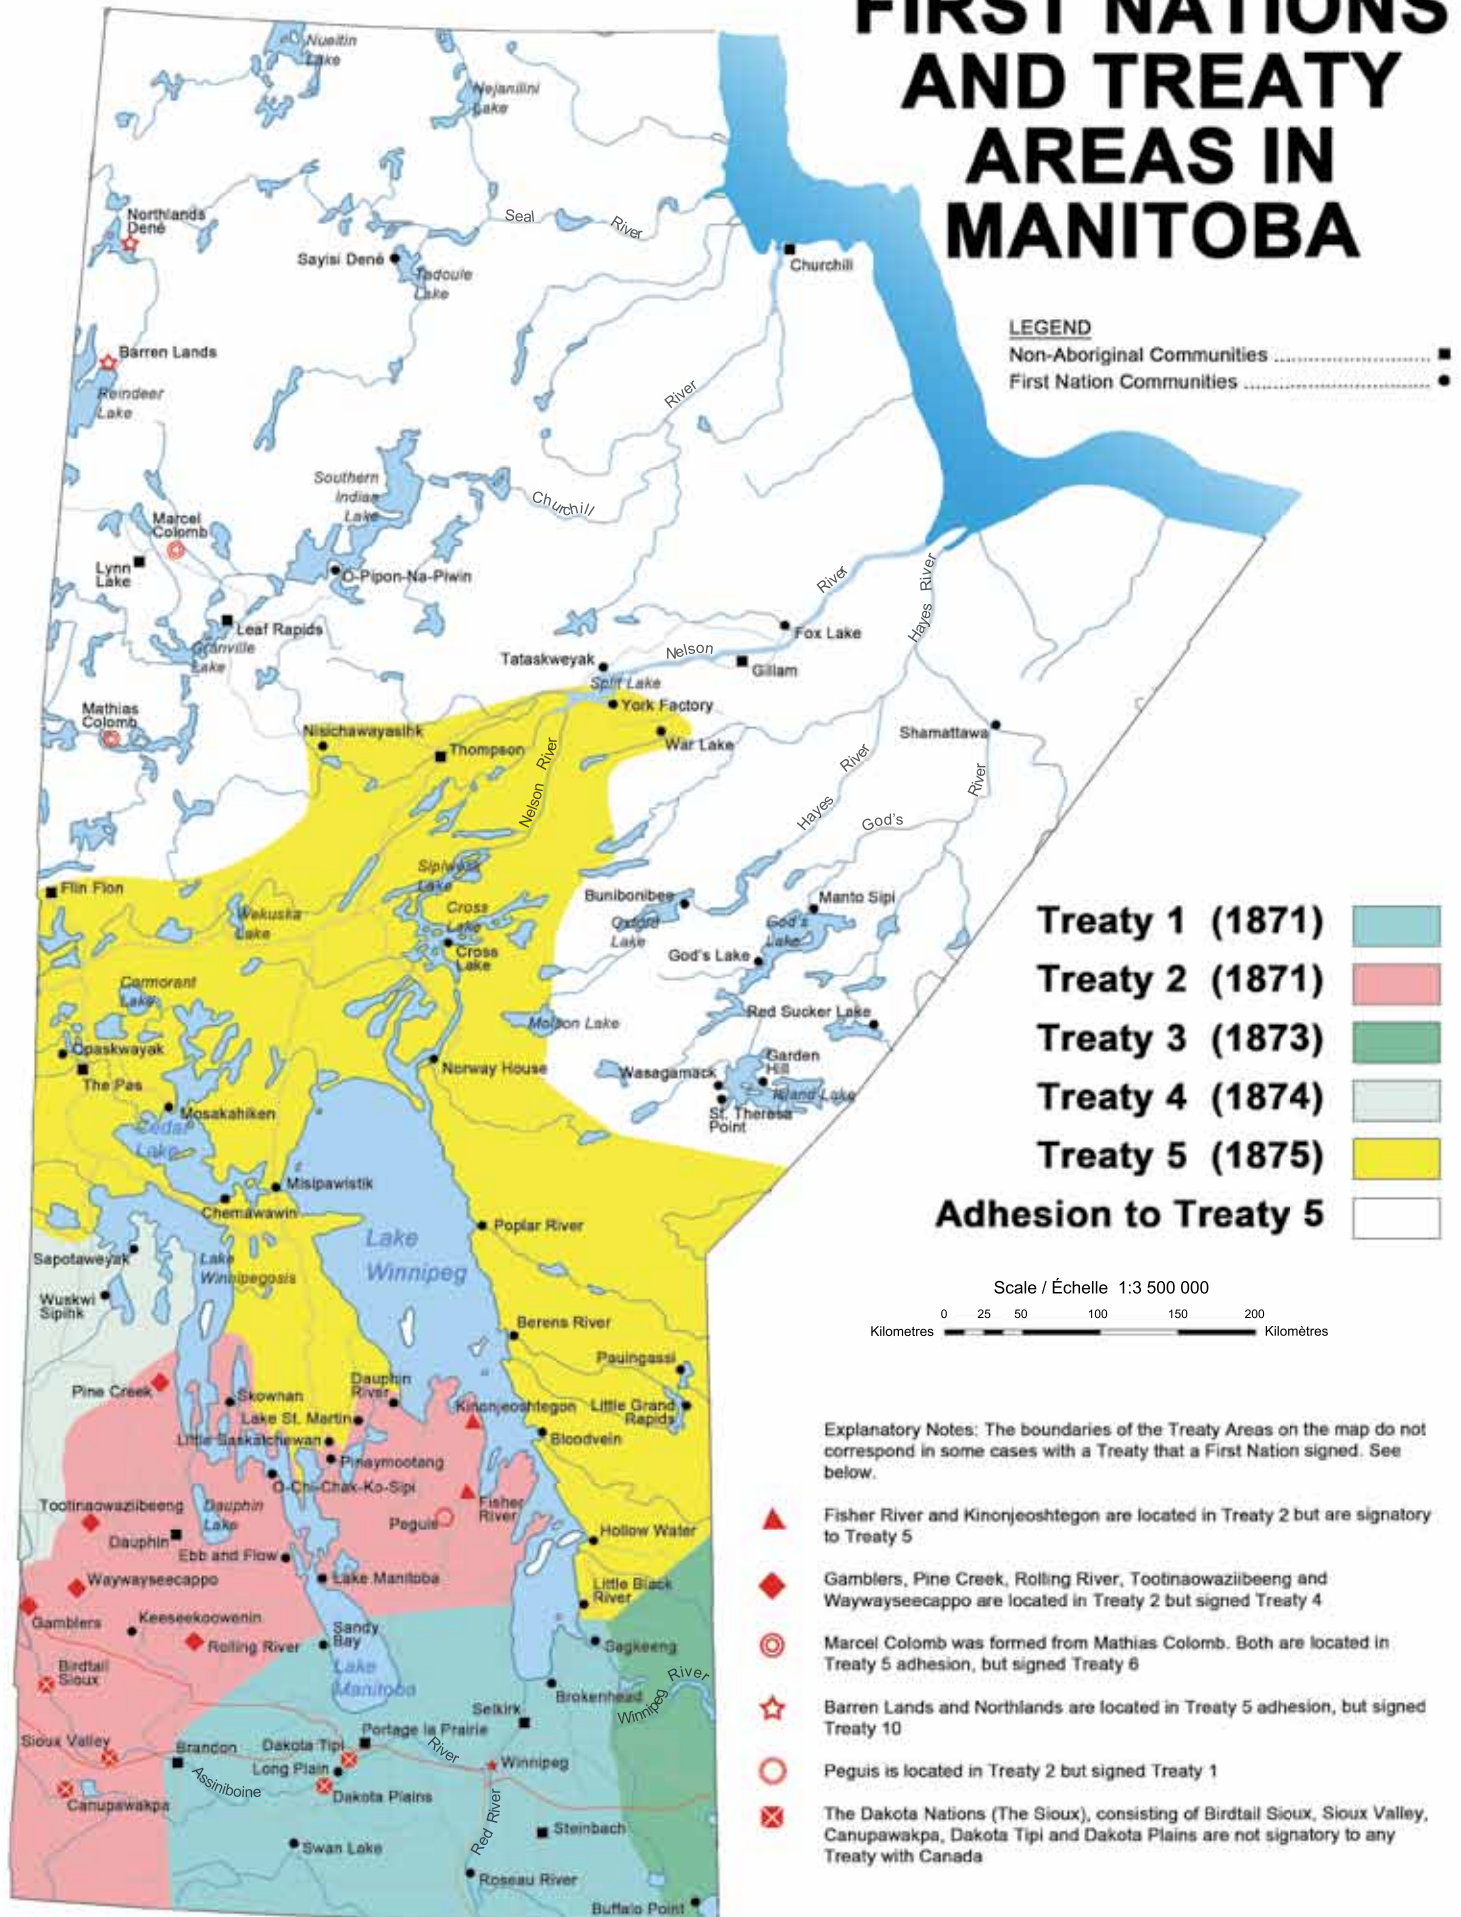 FIRST NATIONS
AND TREATY
AREAS IN
MANITOBA
LEGEND
Non-Aboriginal Communities
First Nation Communities
Nueltin
Lake
Nejanilini
Lake
Northlands
Dené
Seal
River
Sayisi Dené
Tadoule
Lake
Churchill
Barren Lands
Reindeer
Lake
River
Southern
Indian
Lake
Churchill
Marcel
Colomb
Lynn
Lake
O-Pipon-Na-Piwin
River
Hayes River
Leaf Rapids
Granville
Lake
Fox Lake
Nelson
Tataskweyak
Gillam
Split Lake
York Factory
Mathias
Colomb
Nisichawayasihk
Thompson
War Lake
Shamattawa
Nelson River
Hayes River
God's River
Flin Flon
Sipiwesk
Lake
Wekuska
Lake
Cross
Lake
Cross
Lake
Bunibonibee
Oxford
Lake
Manto Sipi
God's
Lake
God's Lake
Cormorant
Lake
Molson Lake
Red Sucker Lake
Opaskwayak
The Pas
Norway House
Wasagamack
Garden
Hill
Island Lake
St. Theresa
Point
Mosakahiken
Cedar
Lake
Misipawistik
Chemawawin
Poplar River
Sapotaweyak
Lake
Winnipegosis
Lake
Winnipeg
Wuskwi
Sipihk
Berens River
Pauingassi
Pine Creek
Skownan
Dauphin
River
Kinonjeoshtegon
Little Grand
Rapids
Lake St. Martin
Little Saskatchewan
Bloodvein
Pinaymootang
O-Chi-Chak-Ko-Sipi
Tootinaowaziibeeng
Dauphin
Lake
Fisher
River
Peguis
Dauphin
Hollow Water
Ebb and Flow
Lake Manitoba
Waywayseecappo
Little Black
River
Gamblers
Keeseekoowenin
Rolling River
Sandy
Bay
Sagkeeng
Birdtail
Sioux
Lake
Manitoba
Brokenhead
Winnipeg River
Selkirk
Sioux Valley
Brandon
Dakota Tipi
Portage la Prairie
River
Winnipeg
Long Plain
Assiniboine
Canupawakpa
Dakota Plains
Red River
Steinbach
Swan Lake
Roseau River
Buffalo Point
Treaty 1 (1871)
Treaty 2 (1871)
Treaty 3 (1873)
Treaty 4 (1874)
Treaty 5 (1875)
Adhesion to Treaty 5
Scale / Échelle 1:3 500 000
0 25 50 100 150 200
Kilometres Kilomètres
Explanatory Notes: The boundaries of the Treaty Areas on the map do not
correspond in some cases with a Treaty that a First Nation signed. See
below.
Fisher River and Kinonjeoshtegon are located in Treaty 2 but are signatory
to Treaty 5
Gamblers, Pine Creek, Rolling River, Tootinaowaziibeeng and
Waywayseecappo are located in Treaty 2 but signed Treaty 4
Marcel Colomb was formed from Mathias Colomb. Both are located in
Treaty 5 adhesion, but signed Treaty 6
Barren Lands and Northlands are located in Treaty 5 adhesion, but signed
Treaty 10
Peguis is located in Treaty 2 but signed Treaty 1
The Dakota Nations (The Sioux), consisting of Birdtail Sioux, Sioux Valley,
Canupawakpa, Dakota Tipi and Dakota Plains are not signatory to any
Treaty with Canada